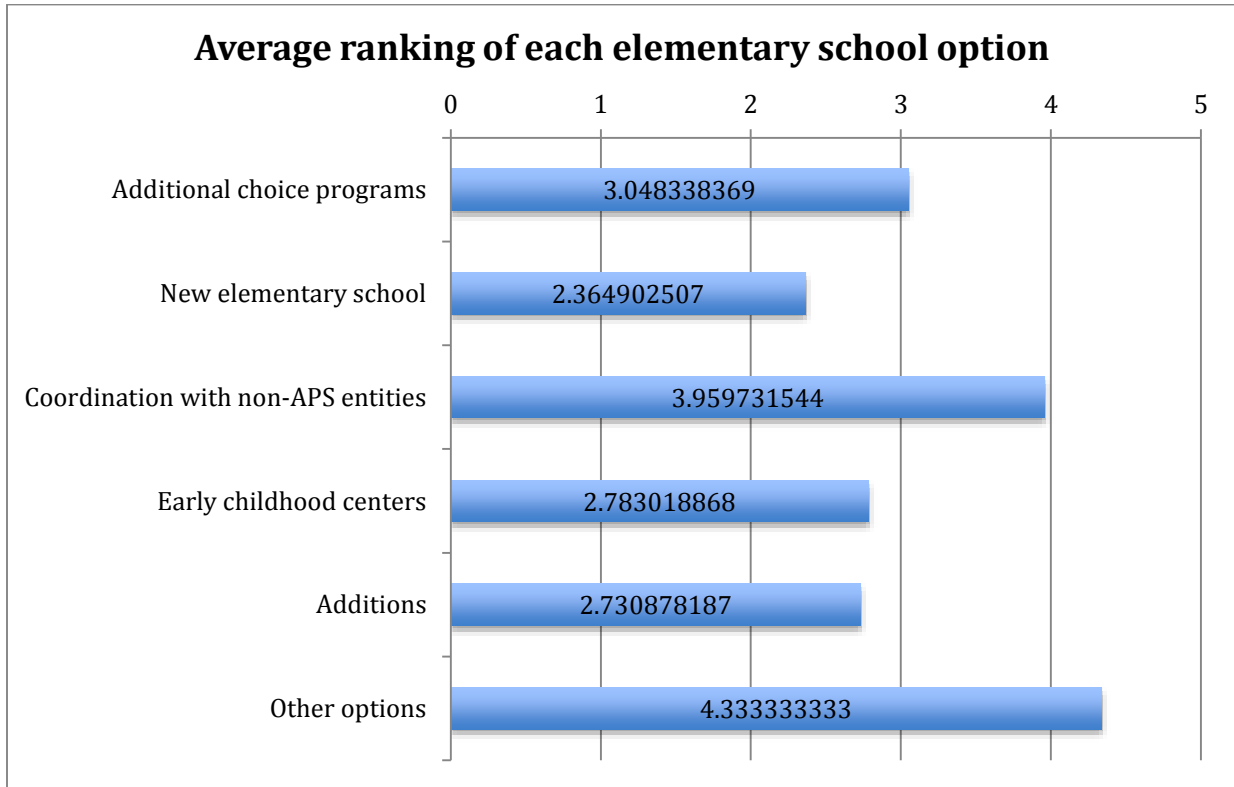 Average ranking of each elementary school option
0 1 2 3 4 5
Additional choice programs 3.048338369
New elementary school 2.364902507
Coordination with non-APS entities 3.959731544
Early childhood centers 2.783018868
Additions 2.730878187
Other options 4.333333333